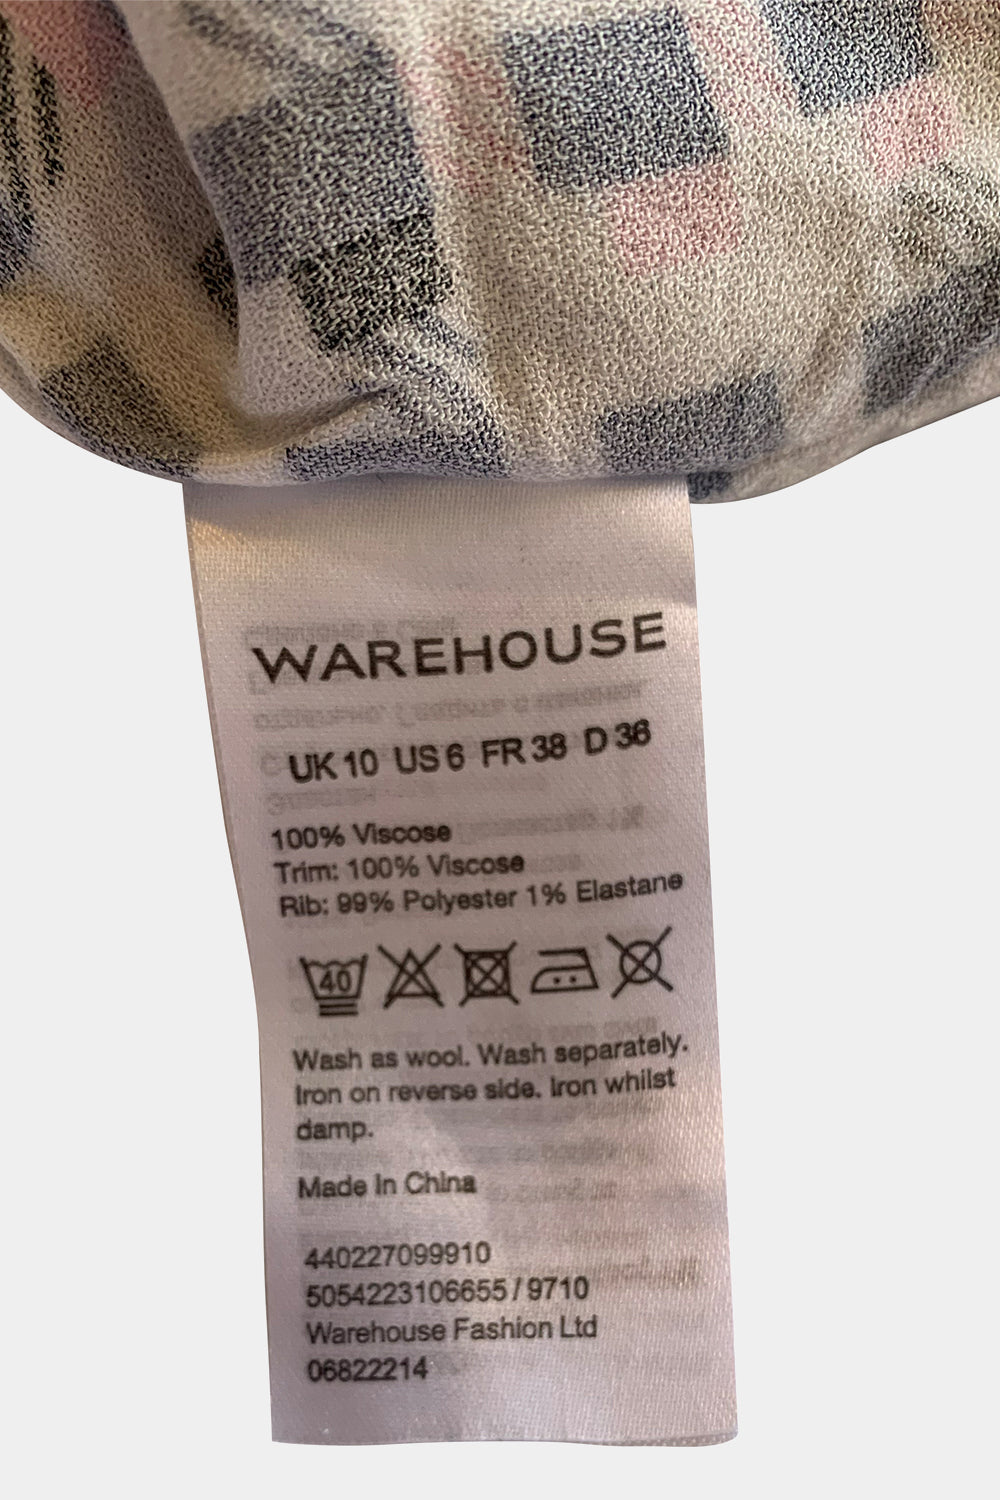 WAREHOUSE
UK 10 US 6 FR 38 D 36
100% Viscose
Trim: 100% Viscose
Rib: 99% Polyester 1% Elastane
40
Wash as wool. Wash separately.
Iron on reverse side. Iron whilst
damp.
Made In China
440227099910
5054223106655 / 9710
Warehouse Fashion Ltd
06822214